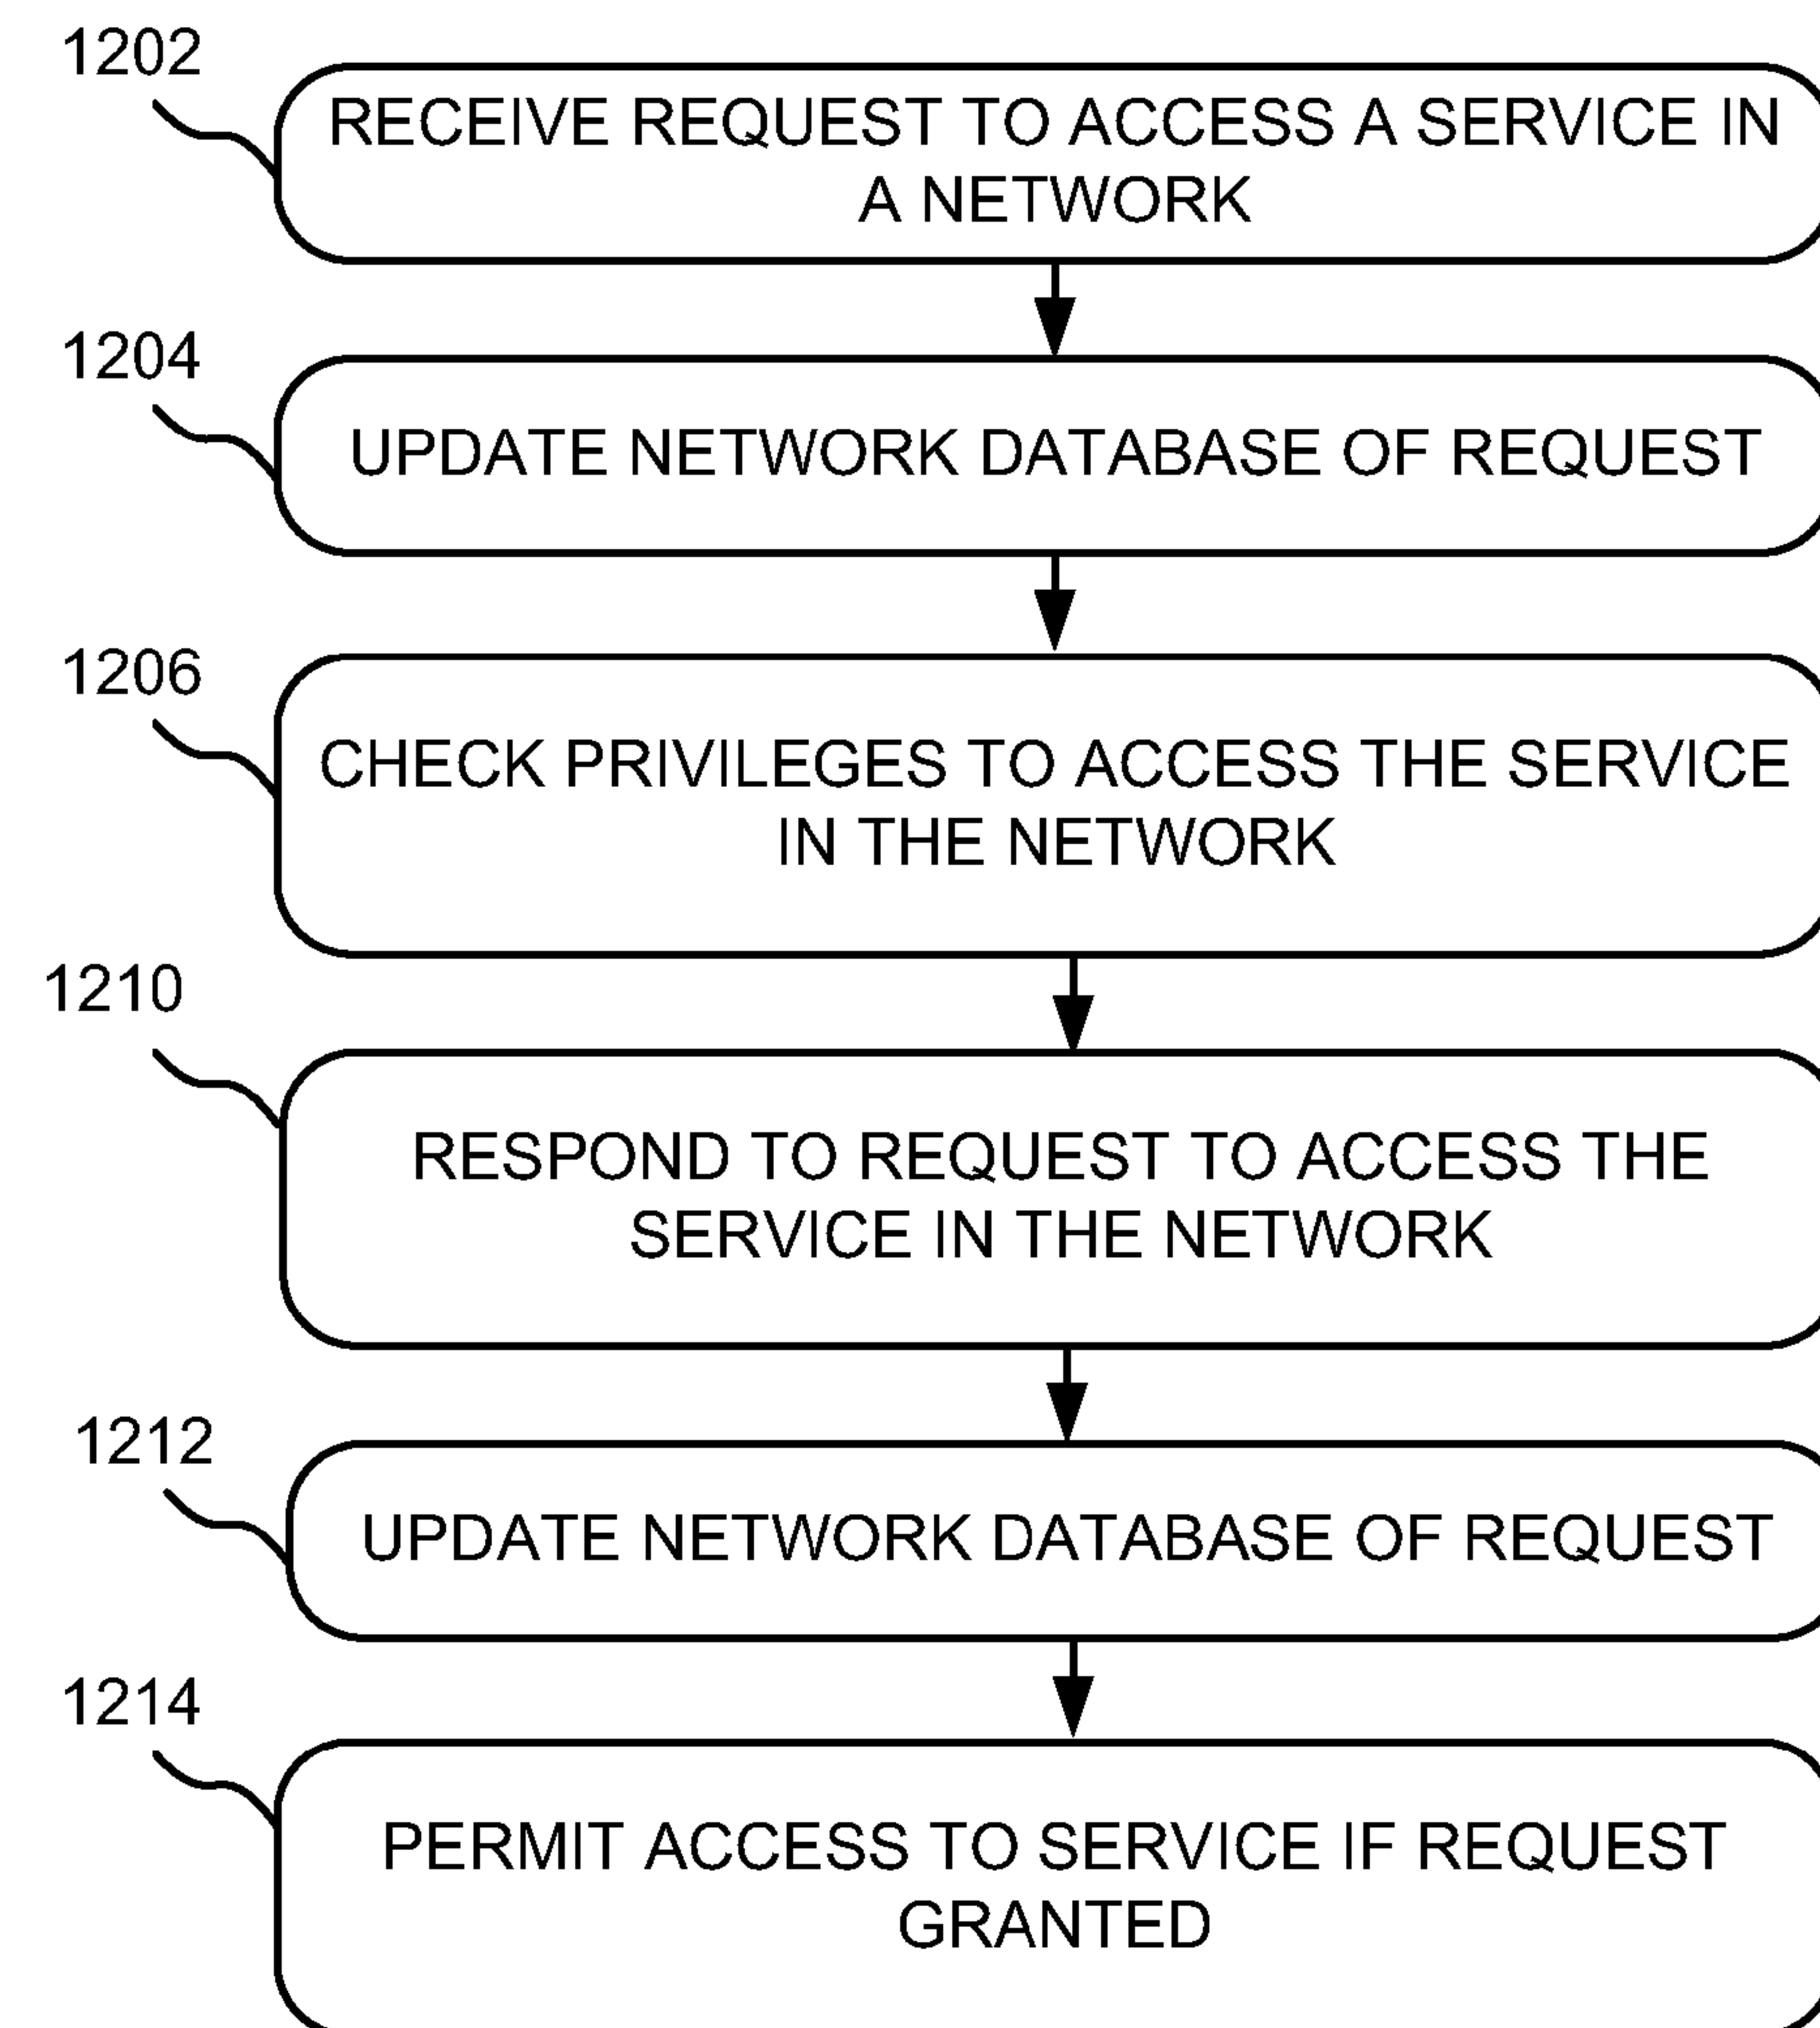 1202
RECEIVE REQUEST TO ACCESS A SERVICE IN
A NETWORK
1204
UPDATE NETWORK DATABASE OF REQUEST
1206
CHECK PRIVILEGES TO ACCESS THE SERVICE
IN THE NETWORK
1210
RESPOND TO REQUEST TO ACCESS THE
SERVICE IN THE NETWORK
1212
UPDATE NETWORK DATABASE OF REQUEST
1214
PERMIT ACCESS TO SERVICE IF REQUEST
GRANTED